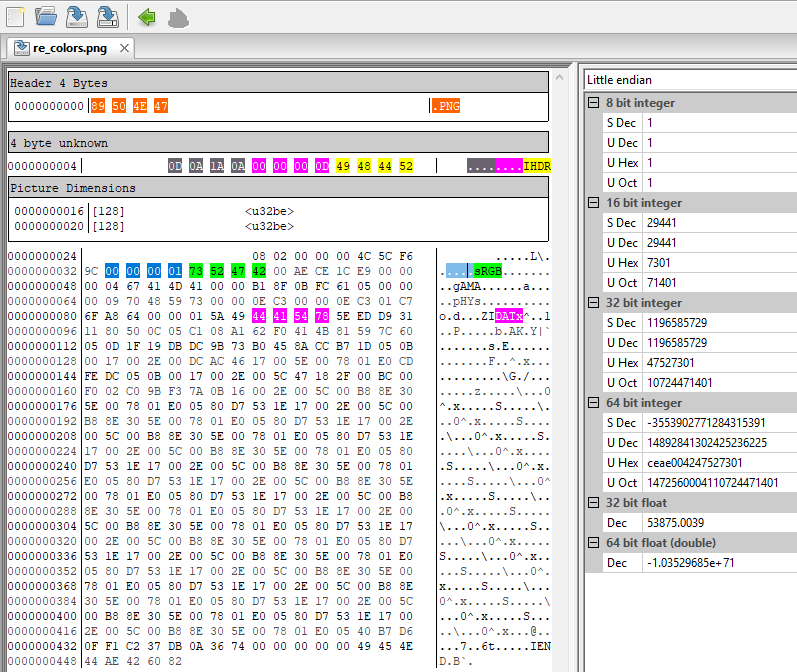 re_colors.png
Header 4 Bytes
0000000000 89 50 4E 47 .PNG
4 byte unknown
0000000004 0D 0A 1A 0A 00 00 00 0D 49 48 44 52 ........IHDR
Picture Dimensions
0000000016 [128] <u32be>
0000000020 [128] <u32be>
0000000024 08 02 00 00 00 4C 5C F6 .....L\.
0000000032 9C 00 00 00 01 73 52 47 42 00 AE CE 1C E9 00 00 .....sRGB.......
0000000048 00 04 67 41 4D 41 00 00 B1 8F 0B FC 61 05 00 00 ..gAMA......a...
0000000064 00 09 70 48 59 73 00 00 0E C3 00 00 0E C3 01 C7 ..pHYs..........
0000000080 6F A8 64 00 00 01 5A 49 44 41 54 78 5E ED D9 31 o.d...ZIDATx^..1
0000000096 11 80 50 0C 05 C1 08 A1 62 F0 41 4B 81 59 7C 60 ..P.....b.AK.Y|`
0000000112 05 0D 1F 19 DB DC 9B 73 B0 45 8A CC B7 1D 05 0B .......s.E......
0000000128 00 17 00 2E 00 DC AC 46 17 00 5E 00 78 01 E0 CD .......F..^.x...
0000000144 FE DC 05 0B 00 17 00 2E 00 5C 47 18 2F 00 BC 00 .........\G./...
0000000160 F0 02 C0 9B F3 7A 0B 16 00 2E 00 5C 00 B8 8E 30 .....z.....\...0
0000000176 5E 00 78 01 E0 05 80 D7 53 1E 17 00 2E 00 5C 00 ^.x.....S.....\.
0000000192 B8 8E 30 5E 00 78 01 E0 05 80 D7 53 1E 17 00 2E ..0^.x.....S....
0000000208 00 5C 00 B8 8E 30 5E 00 78 01 E0 05 80 D7 53 1E .\...0^.x.....S.
0000000224 17 00 2E 00 5C 00 B8 8E 30 5E 00 78 01 E0 05 80 ....\...0^.x....
0000000240 D7 53 1E 17 00 2E 00 5C 00 B8 8E 30 5E 00 78 01 .S.....\...0^.x.
0000000256 E0 05 80 D7 53 1E 17 00 2E 00 5C 00 B8 8E 30 5E ....S.....\...0^
0000000272 00 78 01 E0 05 80 D7 53 1E 17 00 2E 00 5C 00 B8 .x.....S.....\..
0000000288 8E 30 5E 00 78 01 E0 05 80 D7 53 1E 17 00 2E 00 .0^.x.....S.....
0000000304 5C 00 B8 8E 30 5E 00 78 01 E0 05 80 D7 53 1E 17 \...0^.x.....S..
0000000320 00 2E 00 5C 00 B8 8E 30 5E 00 78 01 E0 05 80 D7 ...\...0^.x.....
0000000336 53 1E 17 00 2E 00 5C 00 B8 8E 30 5E 00 78 01 E0 S.....\...0^.x..
0000000352 05 80 D7 53 1E 17 00 2E 00 5C 00 B8 8E 30 5E 00 ...S.....\...0^.
0000000368 78 01 E0 05 80 D7 53 1E 17 00 2E 00 5C 00 B8 8E x.....S.....\...
0000000384 30 5E 00 78 01 E0 05 80 D7 53 1E 17 00 2E 00 5C 0^.x.....S.....\
0000000400 00 B8 8E 30 5E 00 78 01 E0 05 80 D7 53 1E 17 00 ...0^.x.....S...
0000000416 2E 00 5C 00 B8 8E 30 5E 00 78 01 E0 05 40 B7 D6 ..\...0^.x...@..
0000000432 0F F1 C2 37 DB 0A 36 74 00 00 00 00 00 49 45 4E ...7..6t.....IEN
0000000448 44 AE 42 60 82 D.B`.
Little endian
8 bit integer
S Dec 1
U Dec 1
U Hex 1
U Oct 1
16 bit integer
S Dec 29441
U Dec 29441
U Hex 7301
U Oct 71401
32 bit integer
S Dec 1196585729
U Dec 1196585729
U Hex 47527301
U Oct 10724471401
64 bit integer
S Dec -3553902771284315391
U Dec 14892841302425236225
U Hex ceae004247527301
U Oct 1472560004110724471401
32 bit float
Dec 53875.0039
64 bit float (double)
Dec -1.03529685e+71